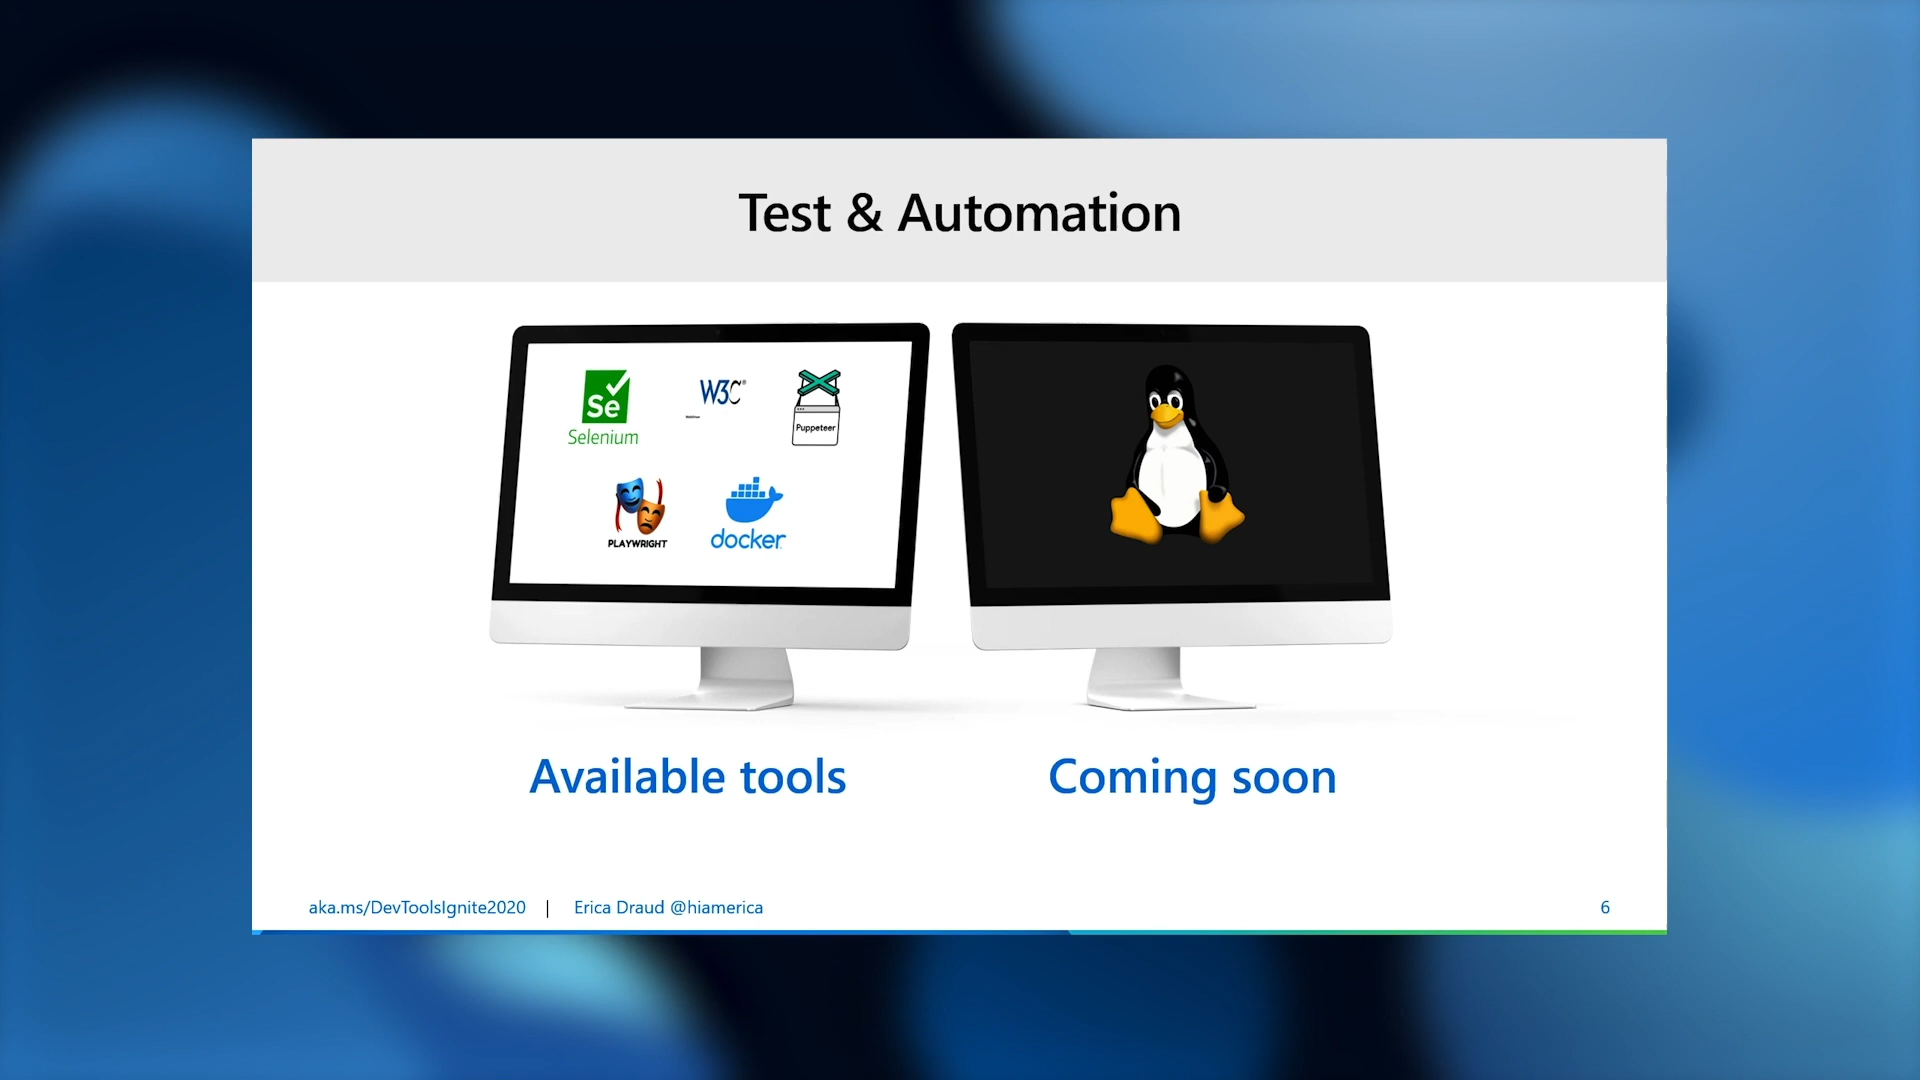 Test & Automation
Se
Selenium
W3C®
Puppeteer
PLAYWRIGHT
docker
Available tools
Coming soon
aka.ms/DevToolsIgnite2020 | Erica Draud @hiamerica
6